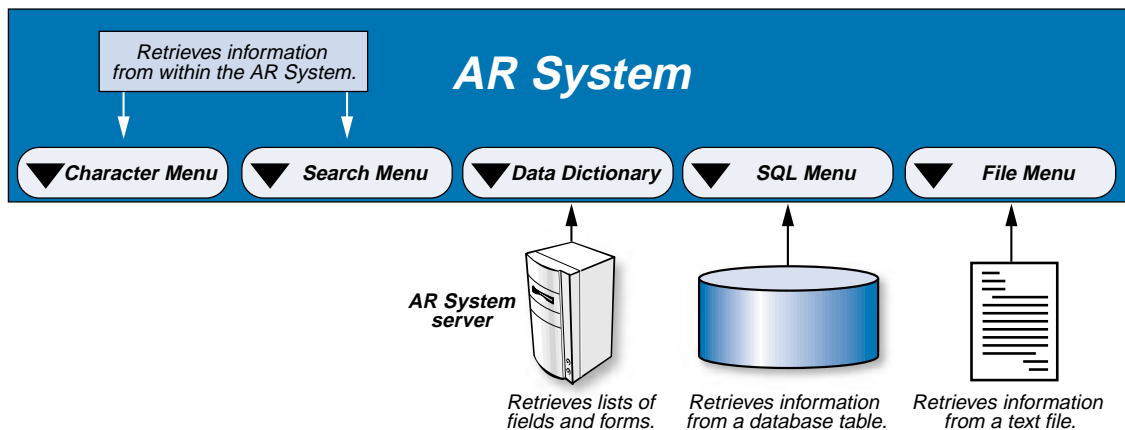 Retrieves information
from within the AR System.
AR System
Character Menu
Search Menu
Data Dictionary
SQL Menu
File Menu
AR System
server
Retrieves lists of
fields and forms.
Retrieves information
from a database table.
Retrieves information
from a text file.